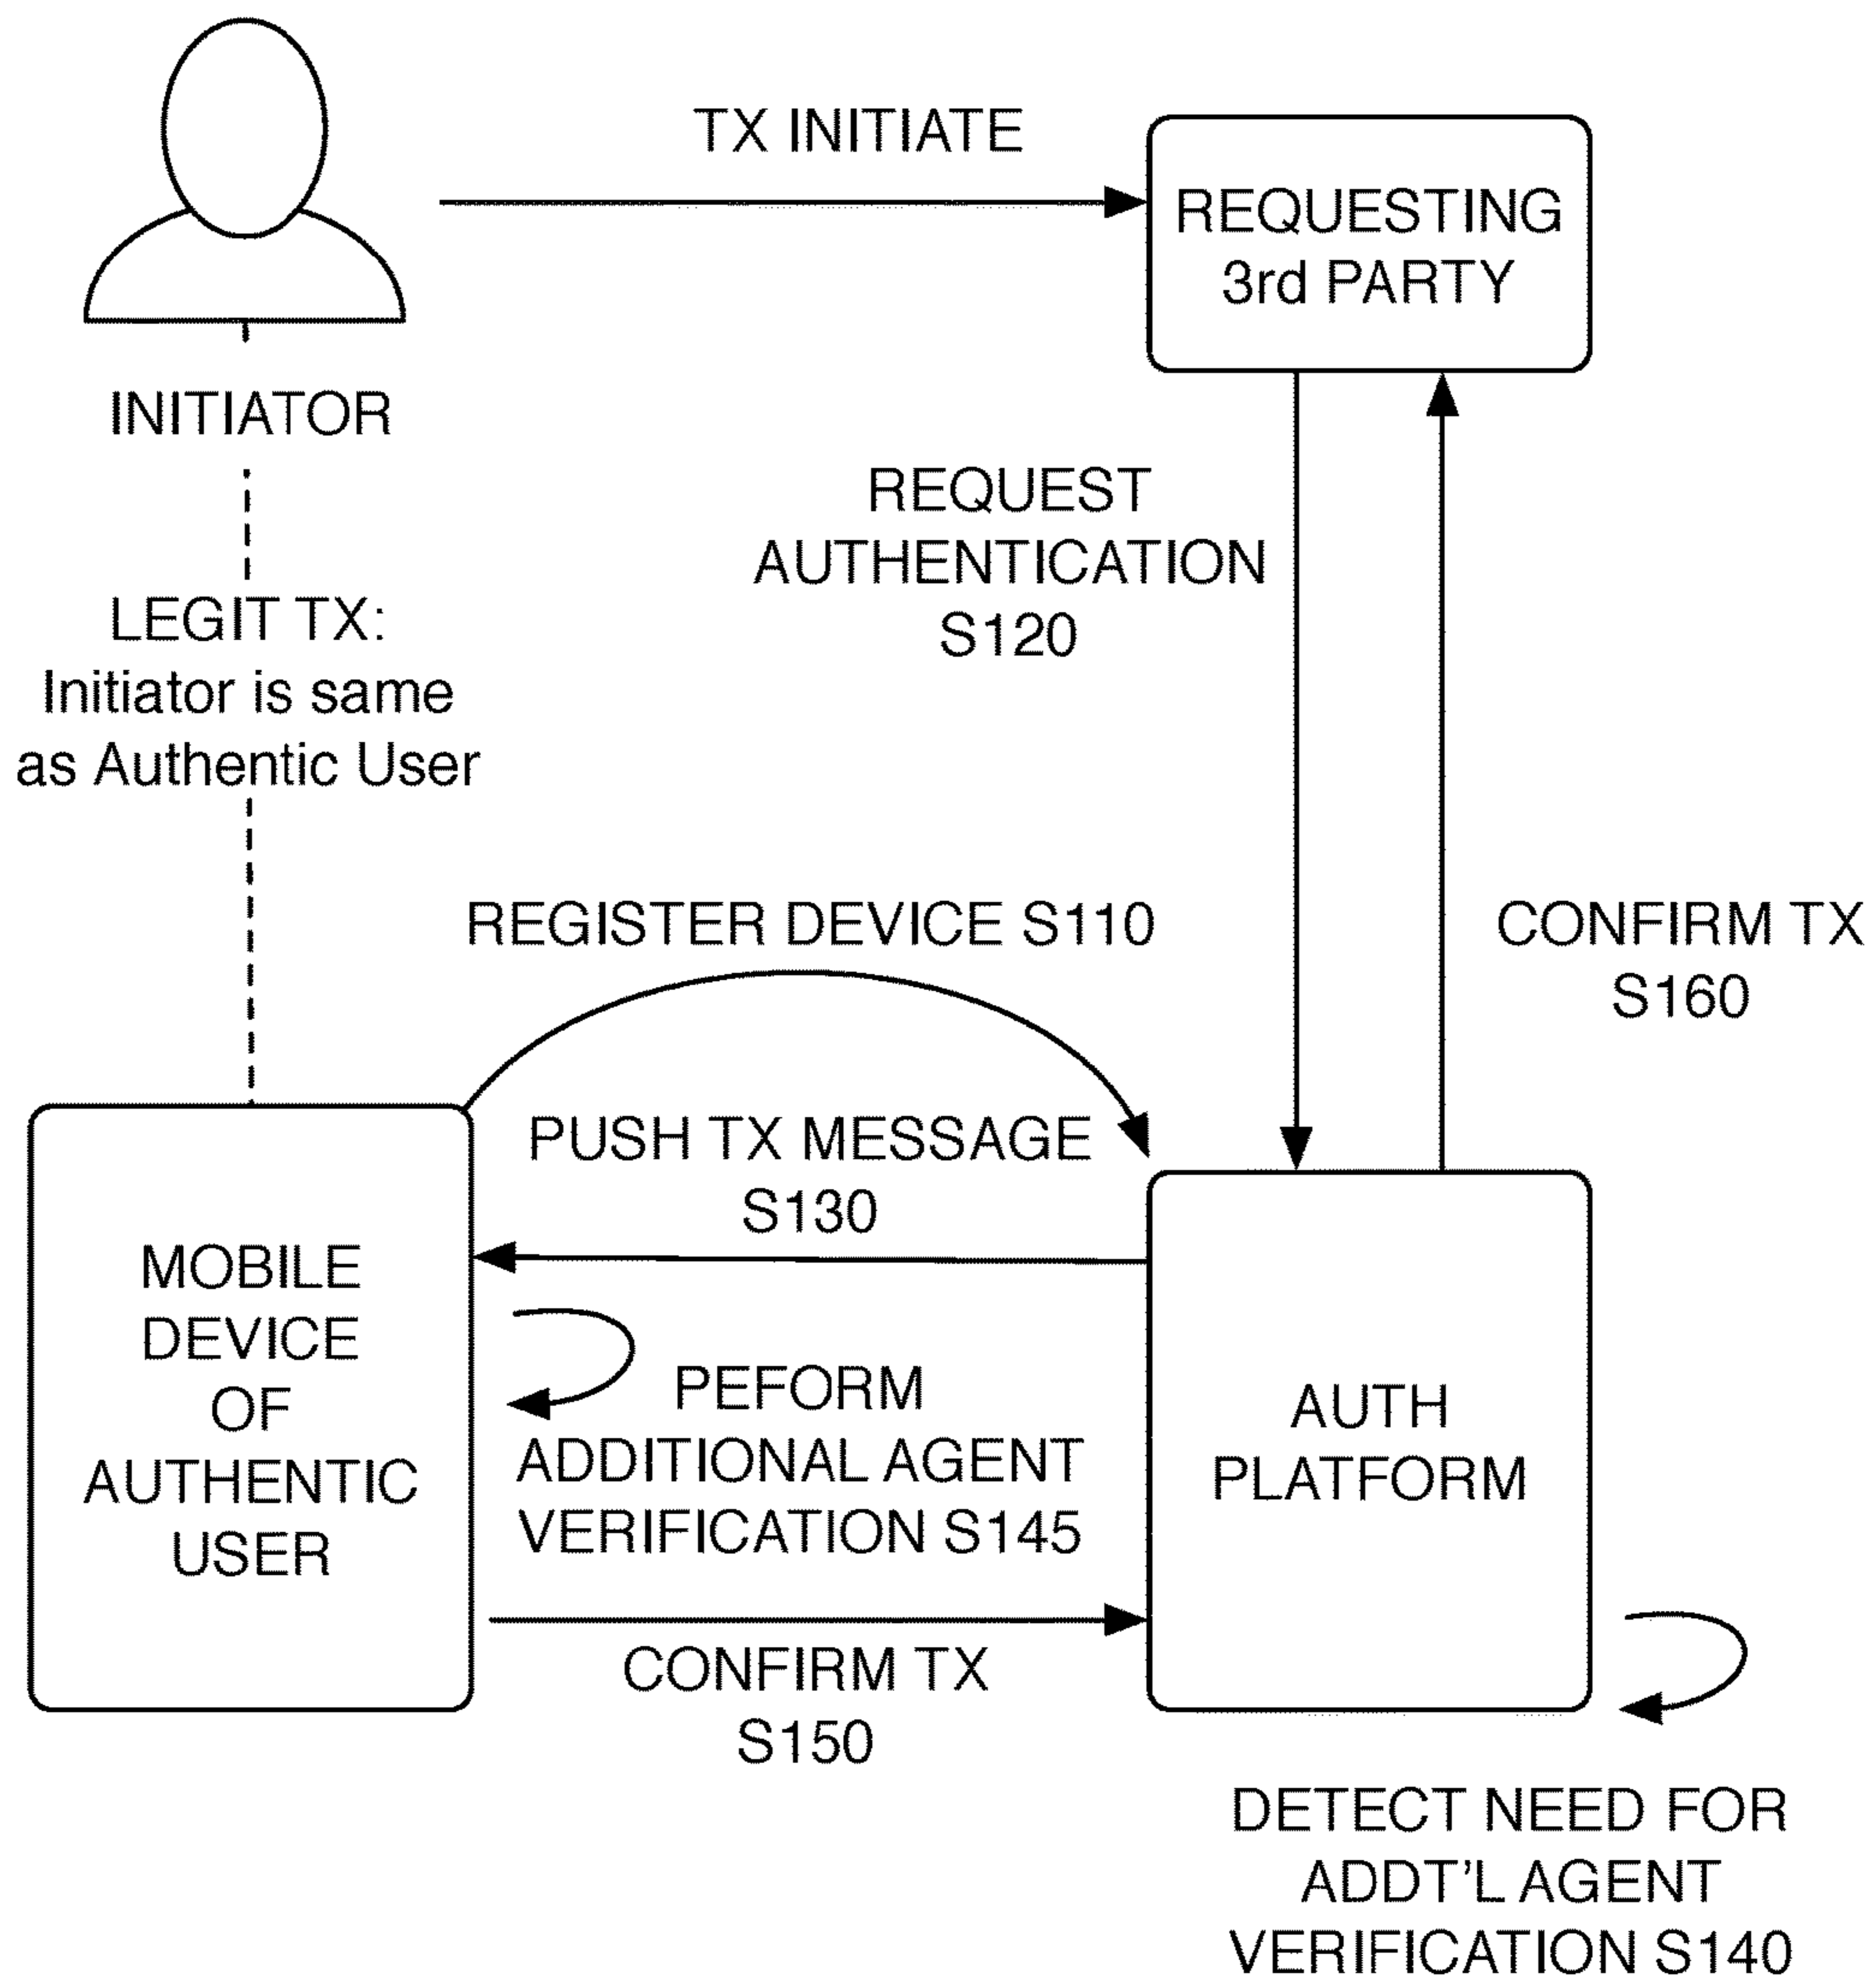 TX INITIATE
REQUESTING
3rd PARTY
INITIATOR
REQUEST
AUTHENTICATION
S120
LEGIT TX:
Initiator is same
as Authentic User
REGISTER DEVICE S110
CONFIRM TX
S160
PUSH TX MESSAGE
S130
MOBILE
DEVICE
OF
AUTHENTIC
USER
PEFORM
ADDITIONAL AGENT
VERIFICATION S145
AUTH
PLATFORM
CONFIRM TX
S150
DETECT NEED FOR
ADDT'L AGENT
VERIFICATION S140